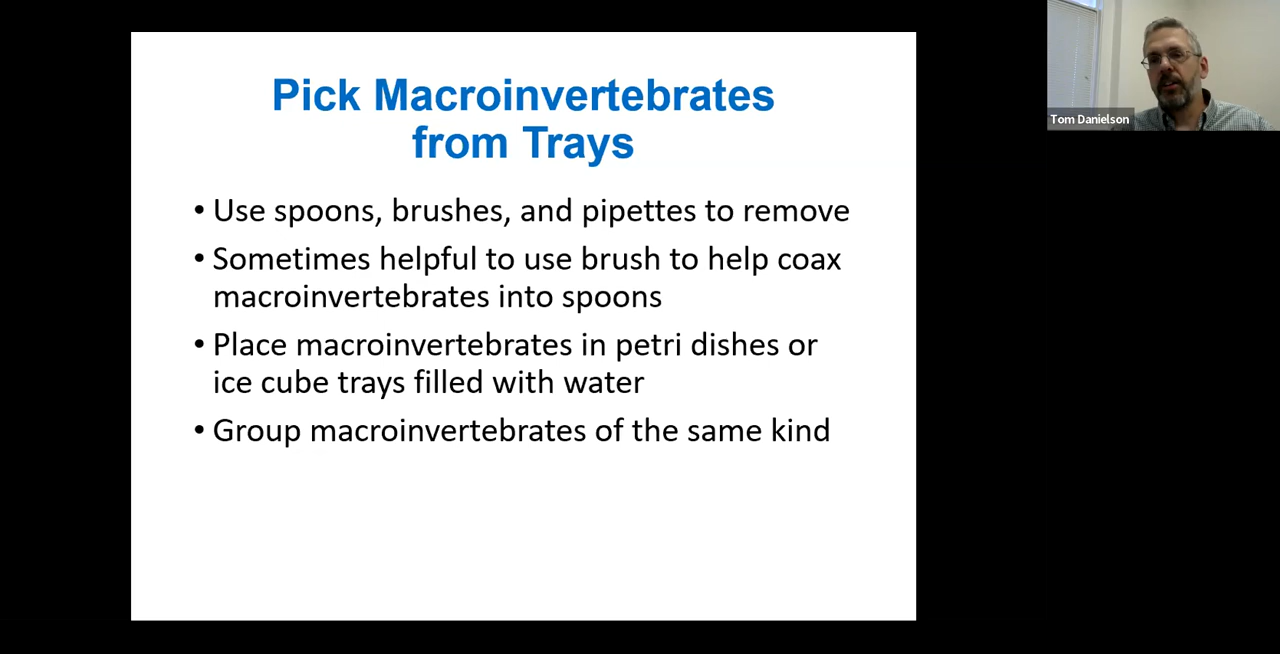 Pick Macroinvertebrates
from Trays
• Use spoons, brushes, and pipettes to remove
• Sometimes helpful to use brush to help coax
macroinvertebrates into spoons
• Place macroinvertebrates in petri dishes or
ice cube trays filled with water
• Group macroinvertebrates of the same kind
Tom Danielson